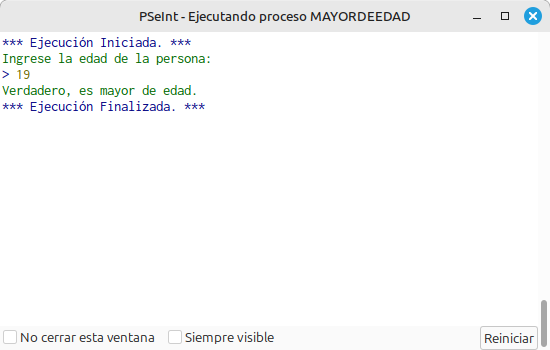 PSeInt - Ejecutando proceso MAYORDEEDAD
*** Ejecución Iniciada. ***
Ingrese la edad de la persona:
> 19
Verdadero, es mayor de edad.
*** Ejecución Finalizada. ***
No cerrar esta ventana
Siempre visible
Reiniciar